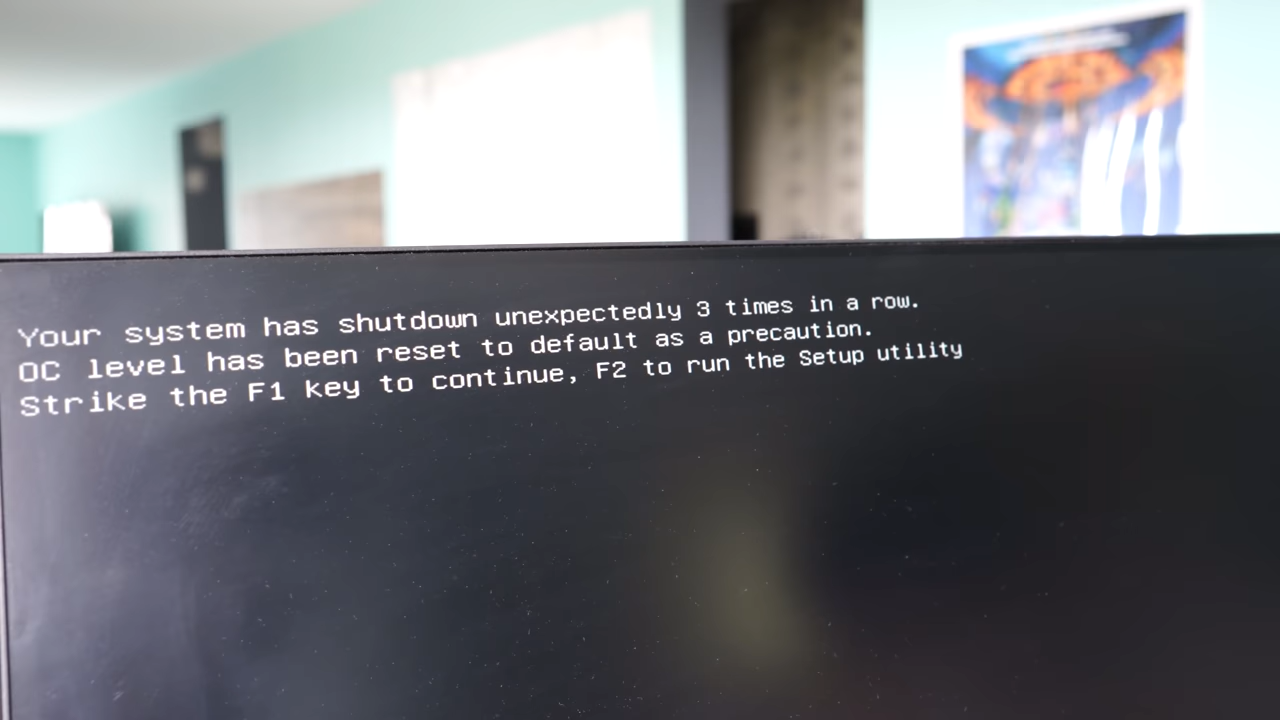 Your system has shutdown unexpectedly 3 times in a row.
OC level has been reset to default as a precaution.
Strike the F1 key to continue, F2 to run the Setup utility